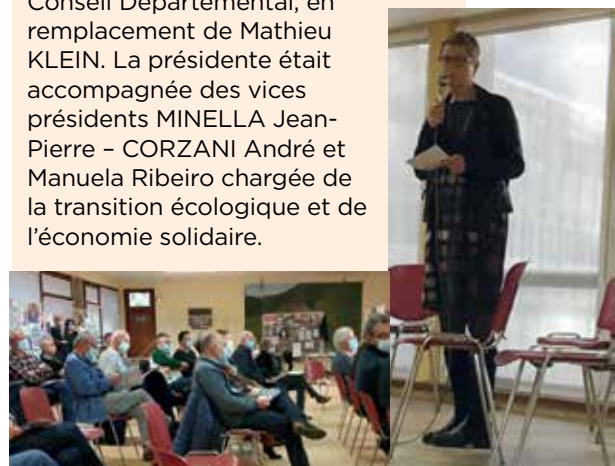 Conseil Départemental, en
remplacement de Mathieu
KLEIN. La présidente était
accompagnée des vices
présidents MINELLA Jean-
Pierre – CORZANI André et
Manuela Ribeiro chargée de
la transition écologique et de
l'économie solidaire.